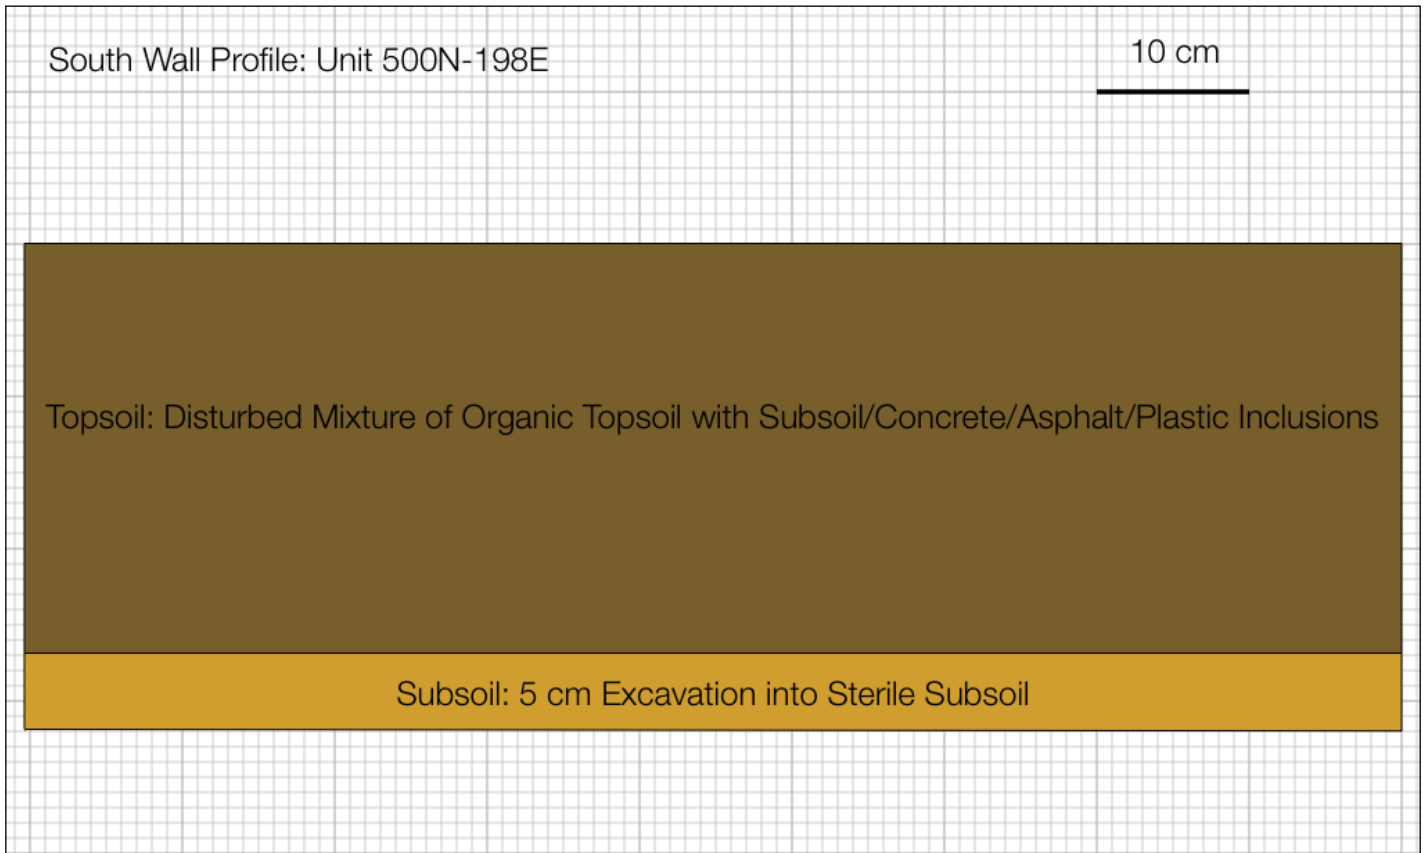 South Wall Profile: Unit 500N-198E
10 cm
Topsoil: Disturbed Mixture of Organic Topsoil with Subsoil/Concrete/Asphalt/Plastic Inclusions
Subsoil: 5 cm Excavation into Sterile Subsoil